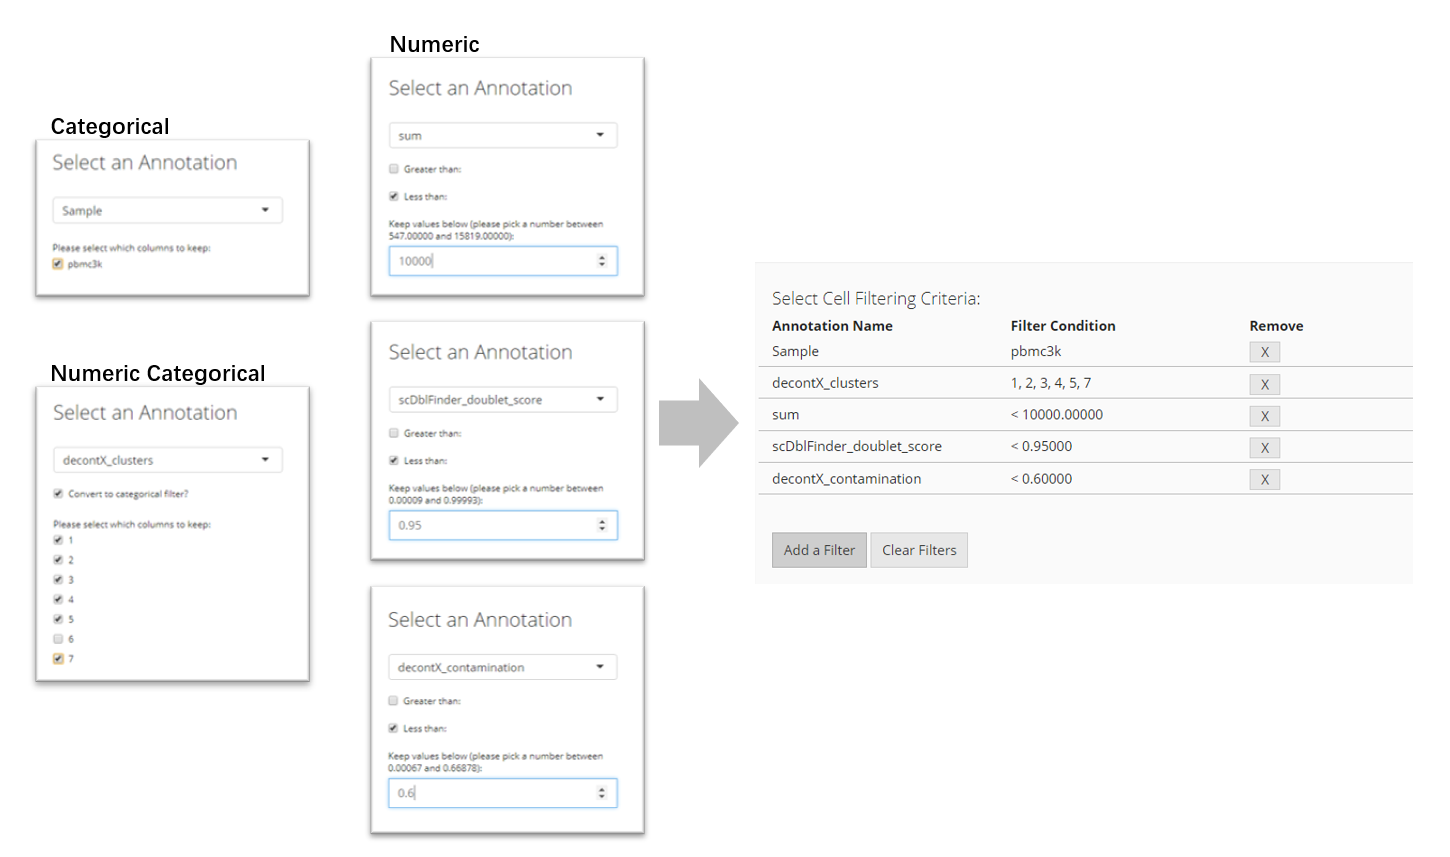 Categorical
Select an Annotation
Sample
Please select which columns to keep:
pbmc3k
Numeric Categorical
Select an Annotation
decontX_clusters
Convert to categorical filter?
Please select which columns to keep:
1
2
3
4
5
6
7
Numeric
Select an Annotation
sum
Greater than:
Less than:
Keep values below (please pick a number between
547.00000 and 15819.00000):
10000
Select an Annotation
scDblFinder_doublet_score
Greater than:
Less than:
Keep values below (please pick a number between
0.00009 and 0.99993):
0.95
Select an Annotation
decontX_contamination
Greater than:
Less than:
Keep values below (please pick a number between
0.00067 and 0.66878):
0.6
Select Cell Filtering Criteria:
Annotation Name Filter Condition Remove
Sample pbmc3k X
decontX_clusters 1, 2, 3, 4, 5, 7 X
sum < 10000.00000 X
scDblFinder_doublet_score < 0.95000 X
decontX_contamination < 0.60000 X
Add a Filter Clear Filters